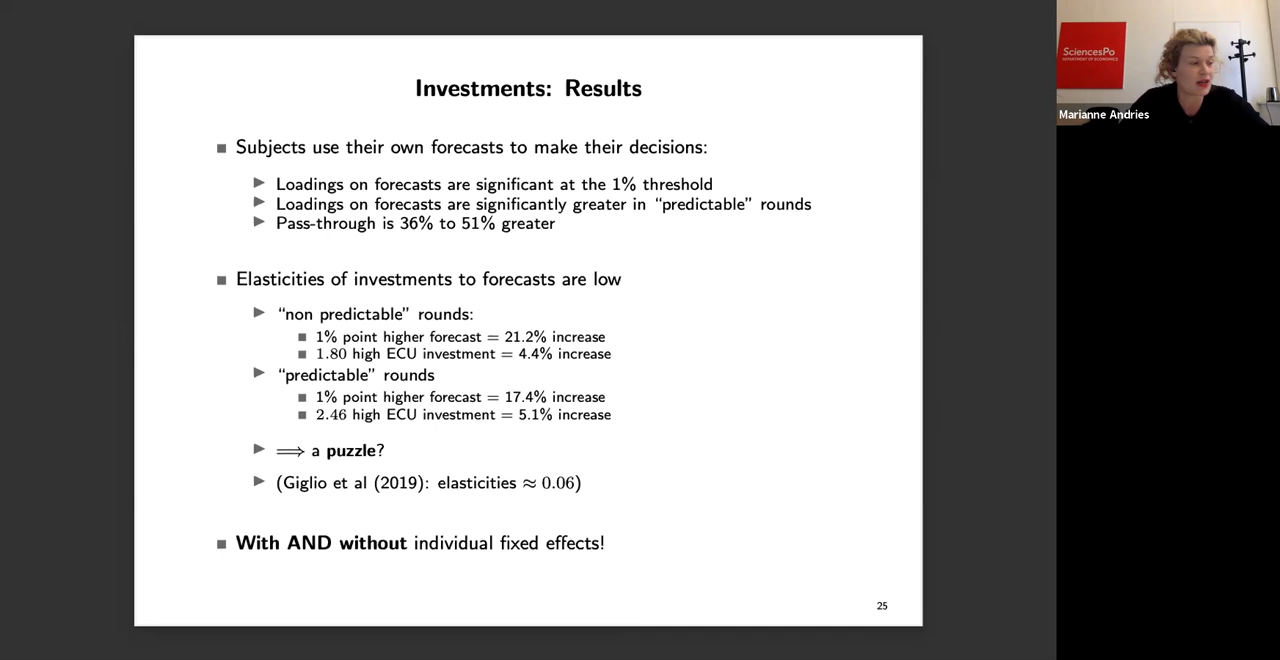 Investments: Results
■ Subjects use their own forecasts to make their decisions:
▶ Loadings on forecasts are significant at the 1% threshold
▶ Loadings on forecasts are significantly greater in “predictable” rounds
▶ Pass-through is 36% to 51% greater
■ Elasticities of investments to forecasts are low
▶ “non predictable” rounds:
■ 1% point higher forecast = 21.2% increase
■ 1.80 high ECU investment = 4.4% increase
▶ “predictable” rounds
■ 1% point higher forecast = 17.4% increase
■ 2.46 high ECU investment = 5.1% increase
▶ ⟹ a puzzle?
▶ (Giglio et al (2019): elasticities ≈ 0.06)
■ With AND without individual fixed effects!
25
SciencesPo
DEPARTMENT OF ECONOMICS
Marianne Andries